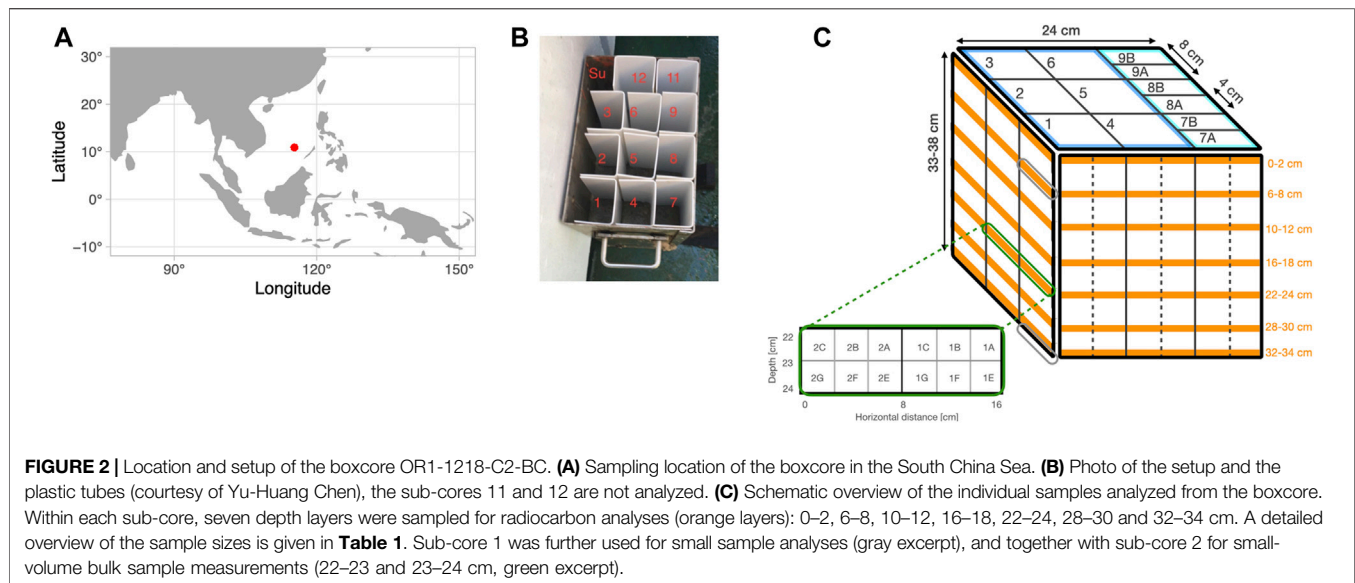 A
30°
20°
10°
0°
−10°
Latitude
90°
120°
150°
Longitude
B
Su
12
11
3
6
9
2
5
8
1
4
7
C
24 cm
8 cm
4 cm
33-38 cm
3
6
9B
9A
2
5
8B
8A
1
4
7B
7A
0-2 cm
6-8 cm
10-12 cm
16-18 cm
22-24 cm
28-30 cm
32-34 cm
Depth [cm]
22
23
24
2C 2B 2A 1C 1B 1A
2G 2F 2E 1G 1F 1E
0 8 16
Horizontal distance [cm]
FIGURE 2 | Location and setup of the boxcore OR1-1218-C2-BC. (A) Sampling location of the boxcore in the South China Sea. (B) Photo of the setup and the
plastic tubes (courtesy of Yu-Huang Chen), the sub-cores 11 and 12 are not analyzed. (C) Schematic overview of the individual samples analyzed from the boxcore.
Within each sub-core, seven depth layers were sampled for radiocarbon analyses (orange layers): 0–2, 6–8, 10–12, 16–18, 22–24, 28–30 and 32–34 cm. A detailed
overview of the sample sizes is given in Table 1. Sub-core 1 was further used for small sample analyses (gray excerpt), and together with sub-core 2 for small-
volume bulk sample measurements (22–23 and 23–24 cm, green excerpt).